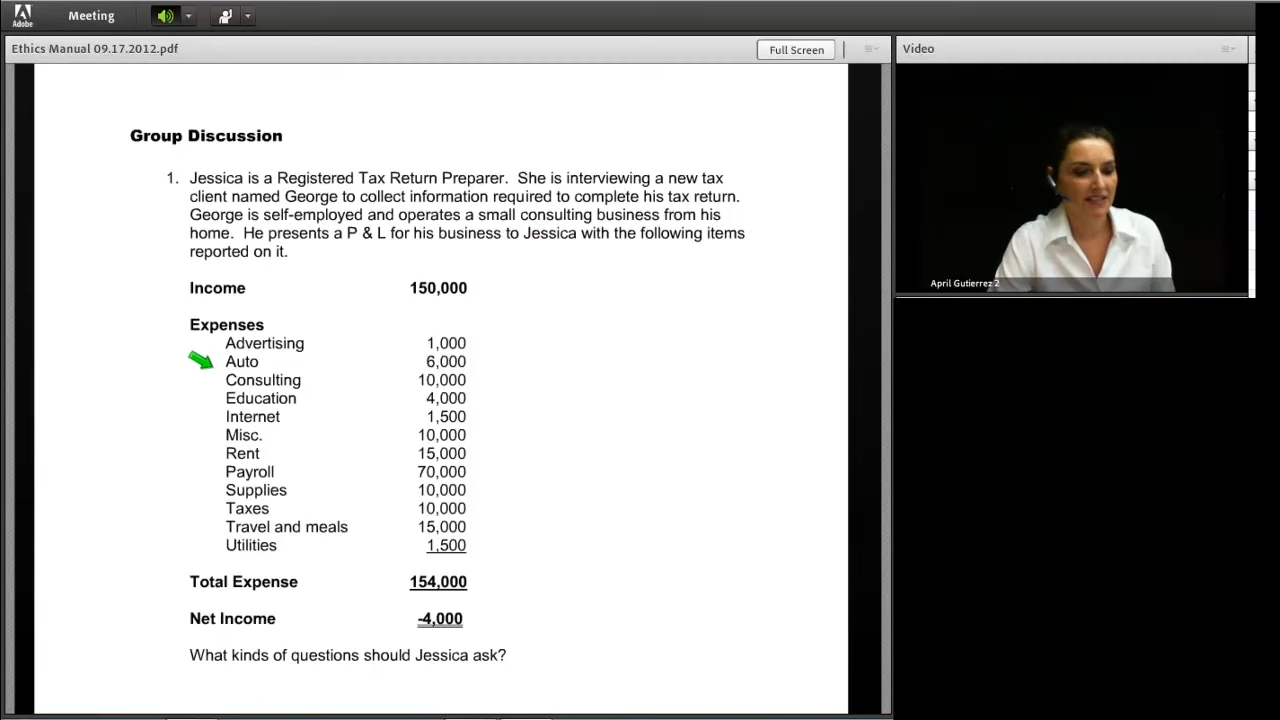 Adobe
Meeting
Ethics Manual 09.17.2012.pdf
Full Screen
Video
Group Discussion
1. Jessica is a Registered Tax Return Preparer. She is interviewing a new tax
client named George to collect information required to complete his tax return.
George is self-employed and operates a small consulting business from his
home. He presents a P & L for his business to Jessica with the following items
reported on it.
Income 150,000
Expenses
Advertising 1,000
Auto 6,000
Consulting 10,000
Education 4,000
Internet 1,500
Misc. 10,000
Rent 15,000
Payroll 70,000
Supplies 10,000
Taxes 10,000
Travel and meals 15,000
Utilities 1,500
Total Expense 154,000
Net Income -4,000
What kinds of questions should Jessica ask?
April Gutierrez 2